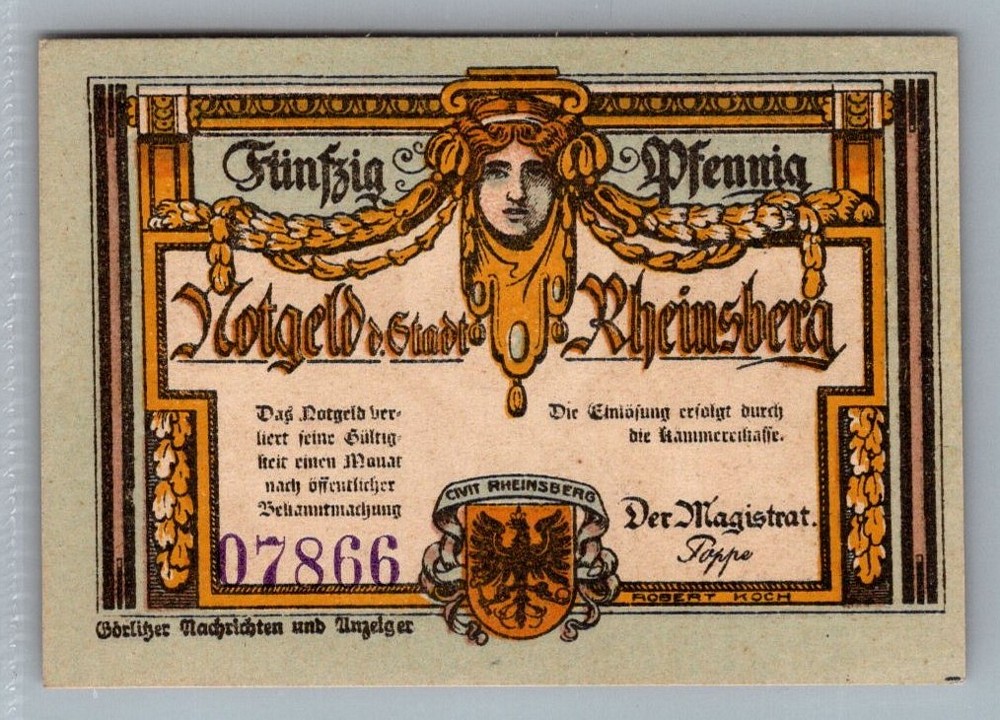 Fünfzig Pfennig
Notgeld d. Stadt Rheinsberg
Das Notgeld ver-
liert seine Gültig-
keit einen Monat
nach öffentlicher
Bekanntmachung
Die Einlösung erfolgt durch
die Kämmereikasse.
CIVIT RHEINSBERG
Der Magistrat.
Poppe
07866
ROBERT KOCH
Görlitzer Nachrichten und Anzeiger